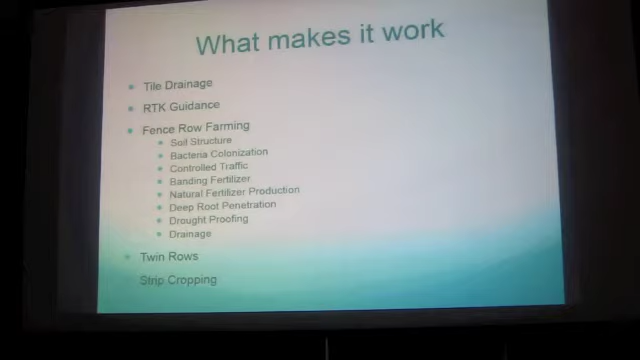 What makes it work
Tile Drainage
RTK Guidance
Fence Row Farming
Soil Structure
Bacteria Colonization
Controlled Traffic
Banding Fertilizer
Natural Fertilizer Production
Deep Root Penetration
Drought Proofing
Drainage
Twin Rows
Strip Cropping